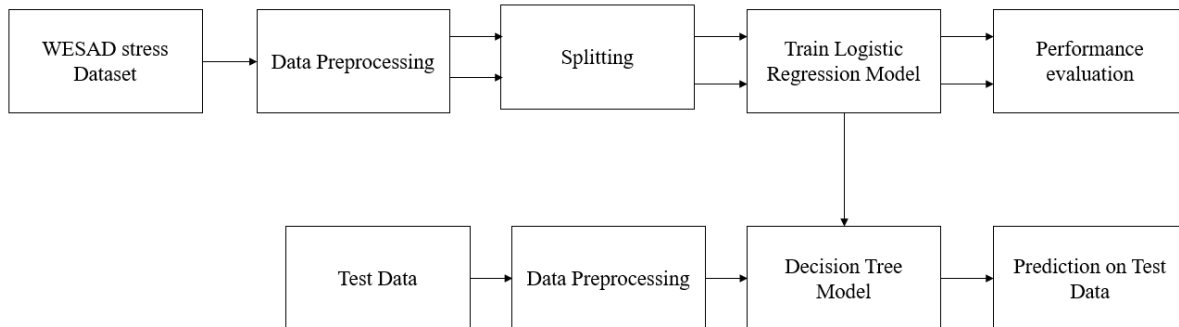 WESAD stress
Dataset
Data Preprocessing
Splitting
Train Logistic
Regression Model
Performance
evaluation
Test Data
Data Preprocessing
Decision Tree
Model
Prediction on Test
Data